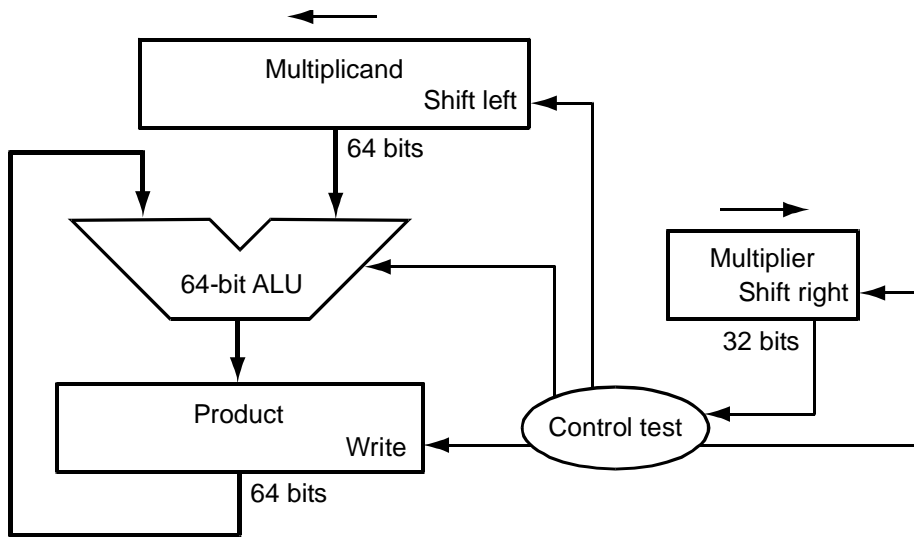 Multiplicand
Shift left
64 bits
64-bit ALU
Multiplier
Shift right
32 bits
Product
Write
64 bits
Control test